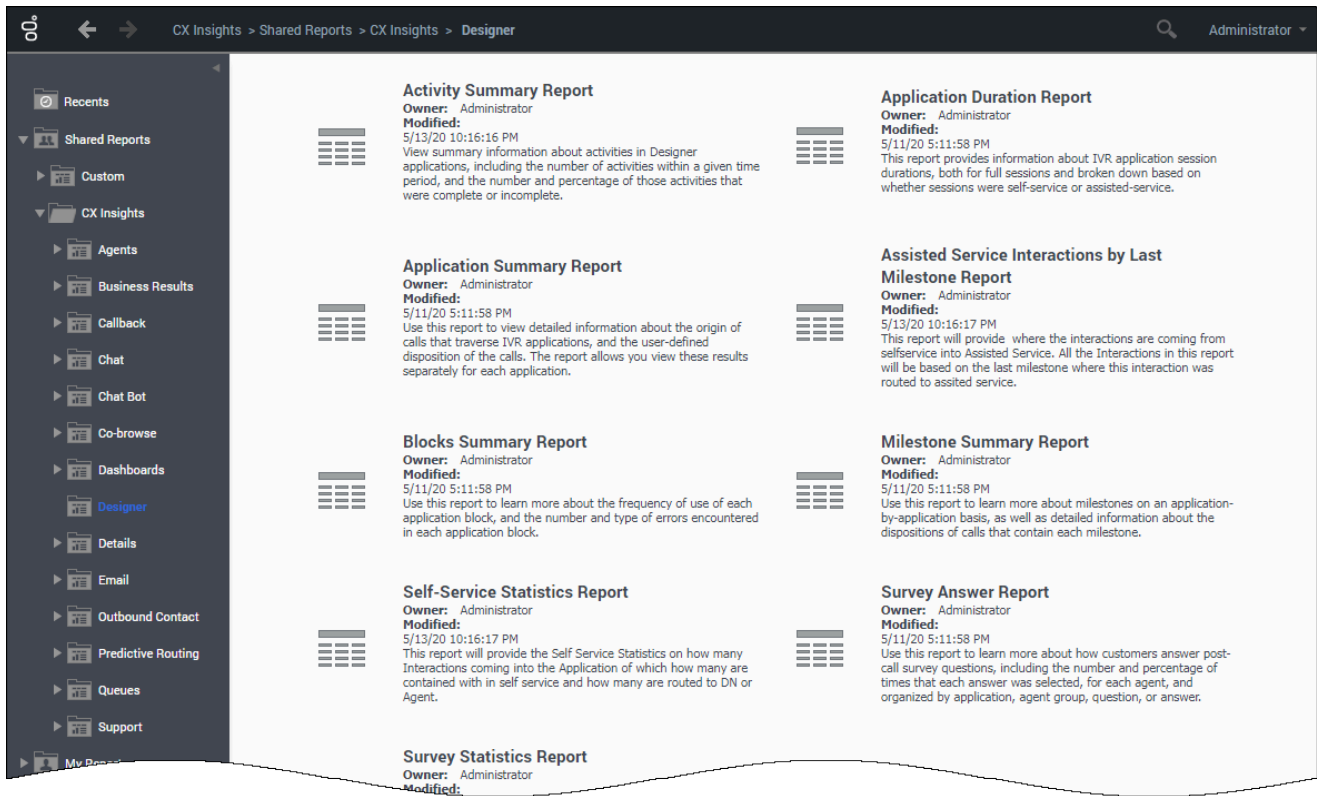 CX Insights > Shared Reports > CX Insights > Designer
Administrator
Recents
Shared Reports
Custom
CX Insights
Agents
Business Results
Callback
Chat
Chat Bot
Co-browse
Dashboards
Designer
Details
Email
Outbound Contact
Predictive Routing
Queues
Support
My Report
Activity Summary Report
Owner: Administrator
Modified:
5/13/20 10:16:16 PM
View summary information about activities in Designer
applications, including the number of activities within a given time
period, and the number and percentage of those activities that
were complete or incomplete.
Application Duration Report
Owner: Administrator
Modified:
5/11/20 5:11:58 PM
This report provides information about IVR application session
durations, both for full sessions and broken down based on
whether sessions were self-service or assisted-service.
Application Summary Report
Owner: Administrator
Modified:
5/11/20 5:11:58 PM
Use this report to view detailed information about the origin of
calls that traverse IVR applications, and the user-defined
disposition of the calls. The report allows you view these results
separately for each application.
Assisted Service Interactions by Last
Milestone Report
Owner: Administrator
Modified:
5/13/20 10:16:17 PM
This report will provide where the interactions are coming from
selfservice into Assisted Service. All the Interactions in this report
will be based on the last milestone where this interaction was
routed to assited service.
Blocks Summary Report
Owner: Administrator
Modified:
5/11/20 5:11:58 PM
Use this report to learn more about the frequency of use of each
application block, and the number and type of errors encountered
in each application block.
Milestone Summary Report
Owner: Administrator
Modified:
5/11/20 5:11:58 PM
Use this report to learn more about milestones on an application-
by-application basis, as well as detailed information about the
dispositions of calls that contain each milestone.
Self-Service Statistics Report
Owner: Administrator
Modified:
5/13/20 10:16:17 PM
This report will provide the Self Service Statistics on how many
Interactions coming into the Application of which how many are
contained with in self service and how many are routed to DN or
Agent.
Survey Answer Report
Owner: Administrator
Modified:
5/11/20 5:11:58 PM
Use this report to learn more about how customers answer post-
call survey questions, including the number and percentage of
times that each answer was selected, for each agent, and
organized by application, agent group, question, or answer.
Survey Statistics Report
Owner: Administrator
Modified: